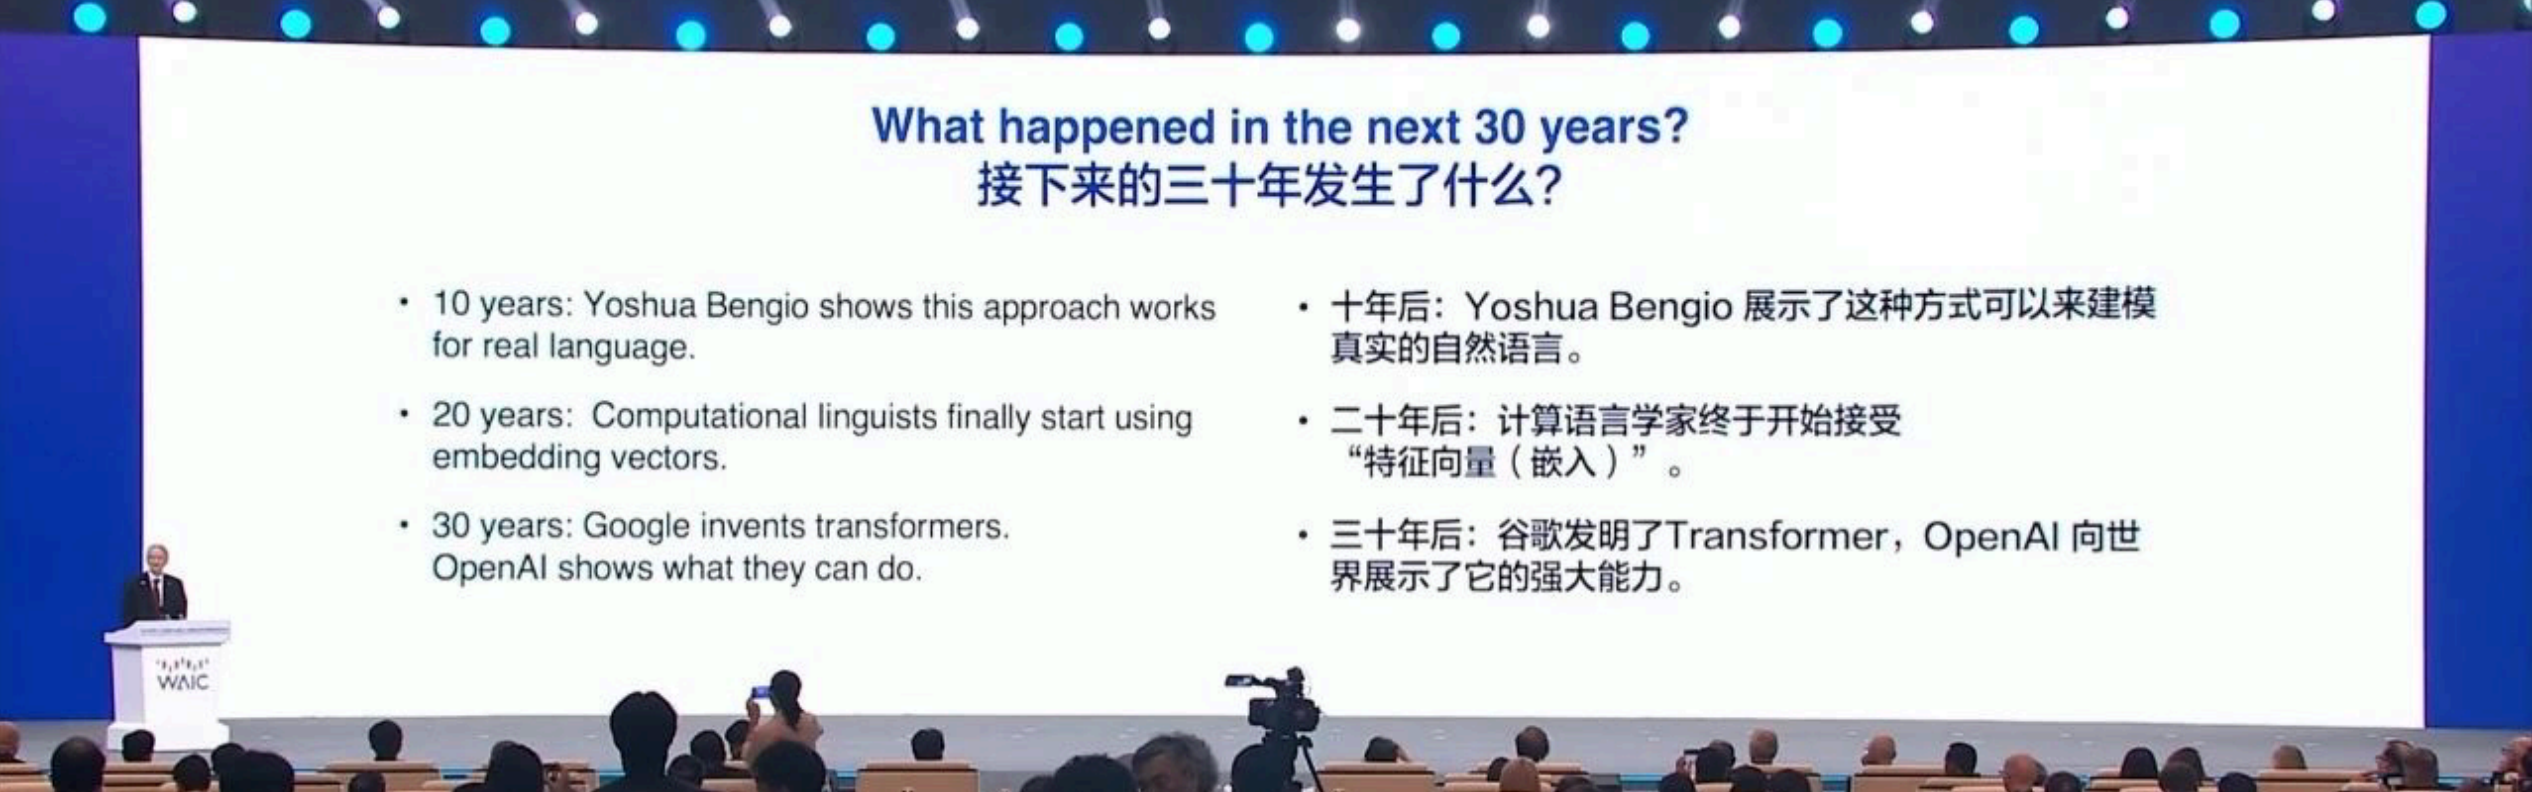 What happened in the next 30 years?
接下来的三十年发生了什么?
• 10 years: Yoshua Bengio shows this approach works
for real language.
• 20 years: Computational linguists finally start using
embedding vectors.
• 30 years: Google invents transformers.
OpenAI shows what they can do.
• 十年后：Yoshua Bengio 展示了这种方式可以来建模
真实的自然语言。
• 二十年后：计算语言学家终于开始接受
“特征向量（嵌入）”。
• 三十年后：谷歌发明了Transformer，OpenAI 向世
界展示了它的强大能力。
WAIC